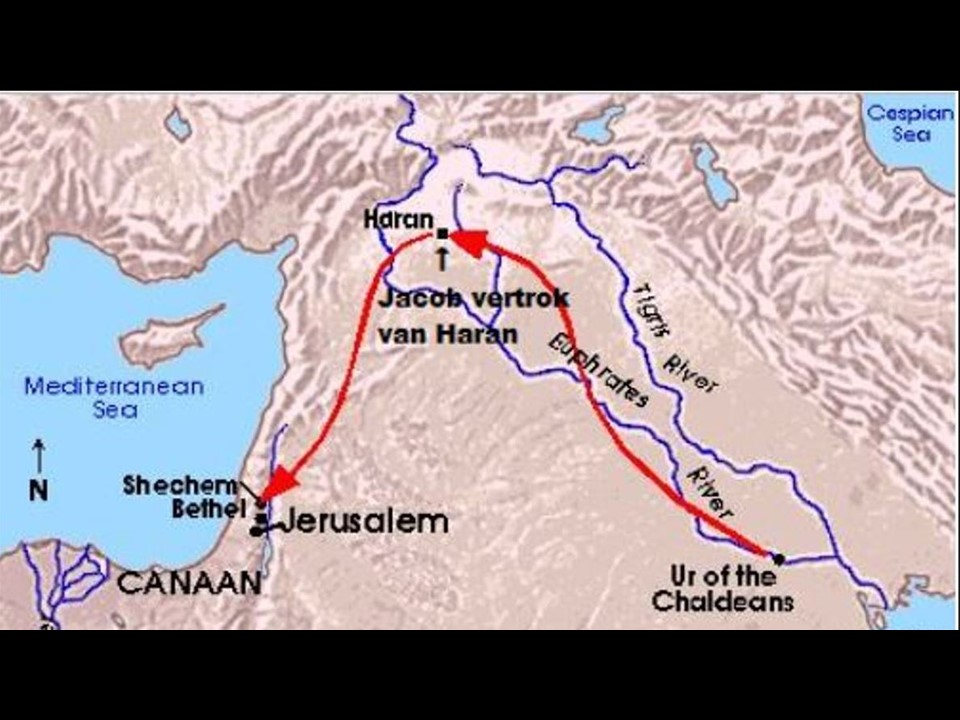 Cespian
Sea
Haran
Jacob vertrok
van Haran
Tigris River
Euphrates River
Mediterranean
Sea
N
Shechem
Bethel
Jerusalem
CANAAN
Ur of the
Chaldeans